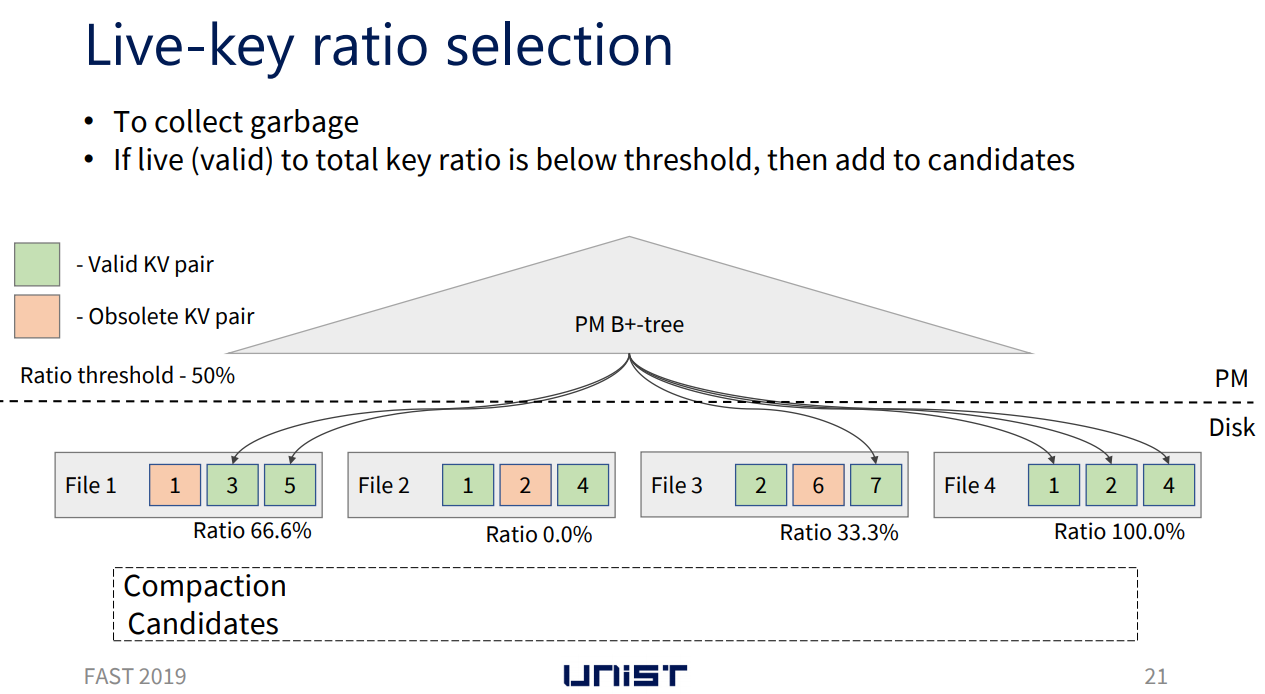 Live-key ratio selection
• To collect garbage
• If live (valid) to total key ratio is below threshold, then add to candidates
- Valid KV pair
- Obsolete KV pair
PM B+-tree
Ratio threshold - 50%
PM
Disk
File 1 1 3 5
File 2 1 2 4
File 3 2 6 7
File 4 1 2 4
Ratio 66.6%
Ratio 0.0%
Ratio 33.3%
Ratio 100.0%
Compaction
Candidates
FAST 2019
UNIST
21